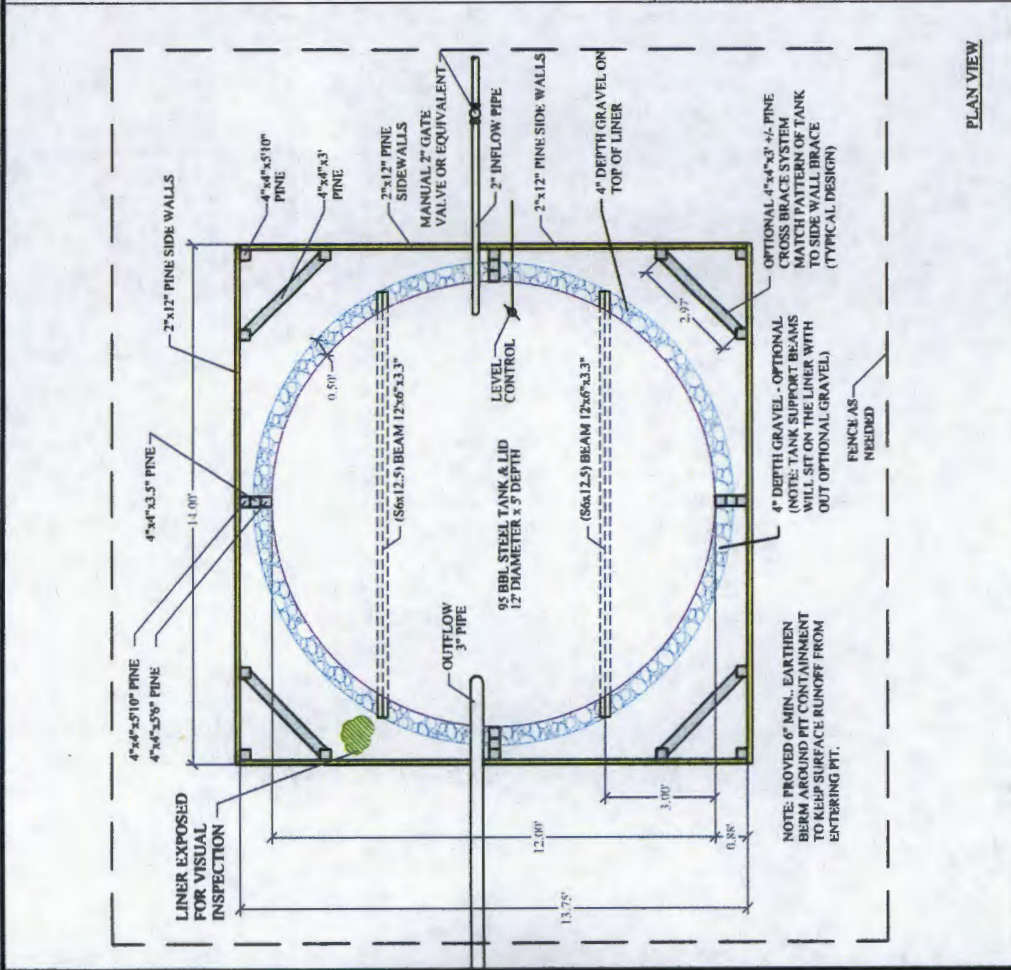 4"x4"x5'10" PINE
4"x4"x5'6" PINE
4"x4"x3.5" PINE
2"x12" PINE SIDE WALLS
14.00'
4"x4"x5'10"
PINE
4"x4"x3'
PINE
2"x12" PINE
SIDEWALLS
MANUAL 2" GATE
VALVE OR EQUIVALENT
2" INFLOW PIPE
2"x12" PINE SIDE WALLS
4" DEPTH GRAVEL ON
TOP OF LINER
OPTIONAL 4"x4"x3' +/- PINE
CROSS BRACE SYSTEM
MATCH PATTERN OF TANK
TO SIDE WALL BRACE
(TYPICAL DESIGN)
LINER EXPOSED
FOR VISUAL
INSPECTION
0.50'
(S6x12.5) BEAM 12'x6"x3.3"
LEVEL
CONTROL
OUTFLOW
3" PIPE
95 BBL STEEL TANK & LID
12' DIAMETER x 5' DEPTH
(S6x12.5) BEAM 12'x6"x3.3"
2.97'
13.75'
12.00'
3.00'
0.88'
4" DEPTH GRAVEL - OPTIONAL
(NOTE: TANK SUPPORT BEAMS
WILL SIT ON THE LINER WITH
OUT OPTIONAL GRAVEL)
NOTE: PROVED 6" MIN.. EARTHEN
BERM AROUND PIT CONTAINMENT
TO KEEP SURFACE RUNOFF FROM
ENTERING PIT.
FENCE AS
NEEDED
PLAN VIEW